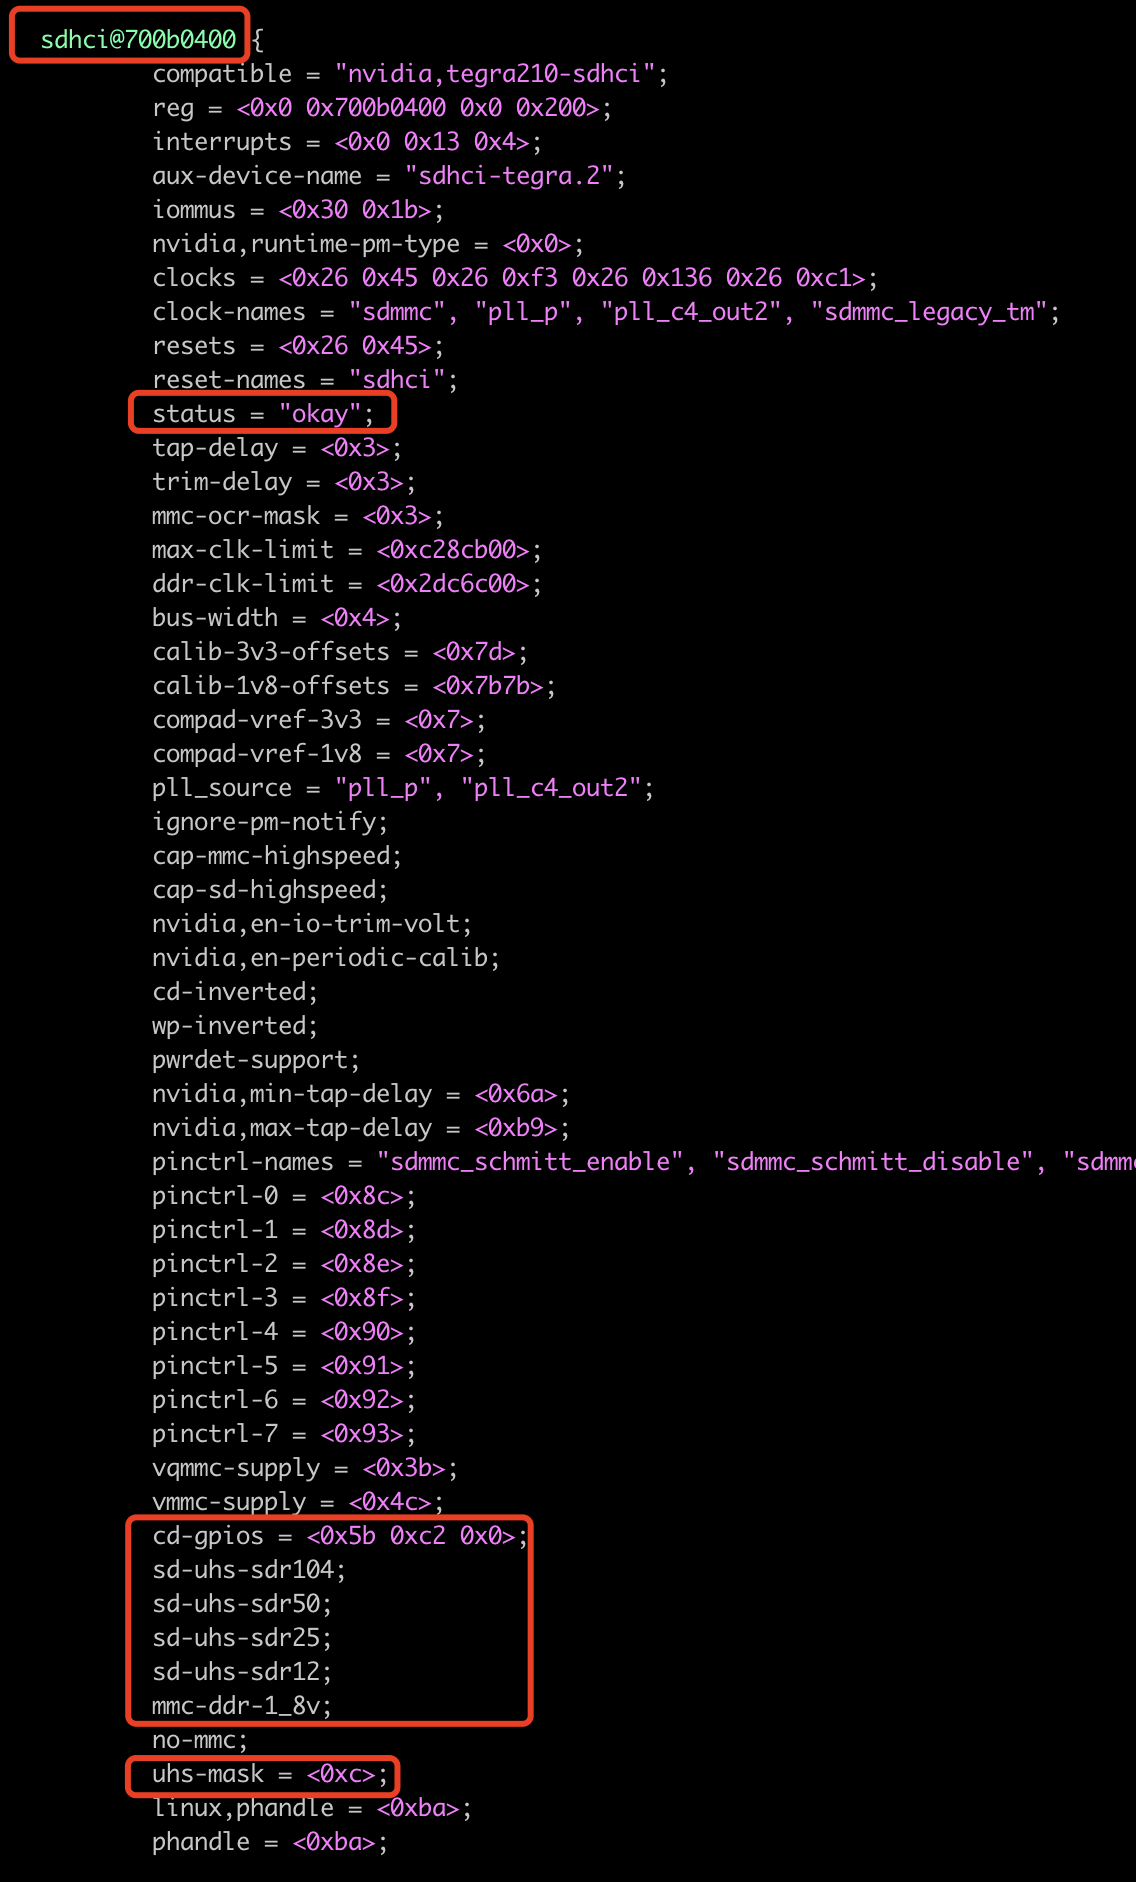 sdhci@700b0400 {
compatible = "nvidia,tegra210-sdhci";
reg = <0x0 0x700b0400 0x0 0x200>;
interrupts = <0x0 0x13 0x4>;
aux-device-name = "sdhci-tegra.2";
iommus = <0x30 0x1b>;
nvidia,runtime-pm-type = <0x0>;
clocks = <0x26 0x45 0x26 0xf3 0x26 0x136 0x26 0xc1>;
clock-names = "sdmmc", "pll_p", "pll_c4_out2", "sdmmc_legacy_tm";
resets = <0x26 0x45>;
reset-names = "sdhci";
status = "okay";
tap-delay = <0x3>;
trim-delay = <0x3>;
mmc-ocr-mask = <0x3>;
max-clk-limit = <0xc28cb00>;
ddr-clk-limit = <0x2dc6c00>;
bus-width = <0x4>;
calib-3v3-offsets = <0x7d>;
calib-1v8-offsets = <0x7b7b>;
compad-vref-3v3 = <0x7>;
compad-vref-1v8 = <0x7>;
pll_source = "pll_p", "pll_c4_out2";
ignore-pm-notify;
cap-mmc-highspeed;
cap-sd-highspeed;
nvidia,en-io-trim-volt;
nvidia,en-periodic-calib;
cd-inverted;
wp-inverted;
pwrdet-support;
nvidia,min-tap-delay = <0x6a>;
nvidia,max-tap-delay = <0xb9>;
pinctrl-names = "sdmmc_schmitt_enable", "sdmmc_schmitt_disable", "sdmm
pinctrl-0 = <0x8c>;
pinctrl-1 = <0x8d>;
pinctrl-2 = <0x8e>;
pinctrl-3 = <0x8f>;
pinctrl-4 = <0x90>;
pinctrl-5 = <0x91>;
pinctrl-6 = <0x92>;
pinctrl-7 = <0x93>;
vqmmc-supply = <0x3b>;
vmmc-supply = <0x4c>;
cd-gpios = <0x5b 0xc2 0x0>;
sd-uhs-sdr104;
sd-uhs-sdr50;
sd-uhs-sdr25;
sd-uhs-sdr12;
mmc-ddr-1_8v;
no-mmc;
uhs-mask = <0xc>;
linux,phandle = <0xba>;
phandle = <0xba>;